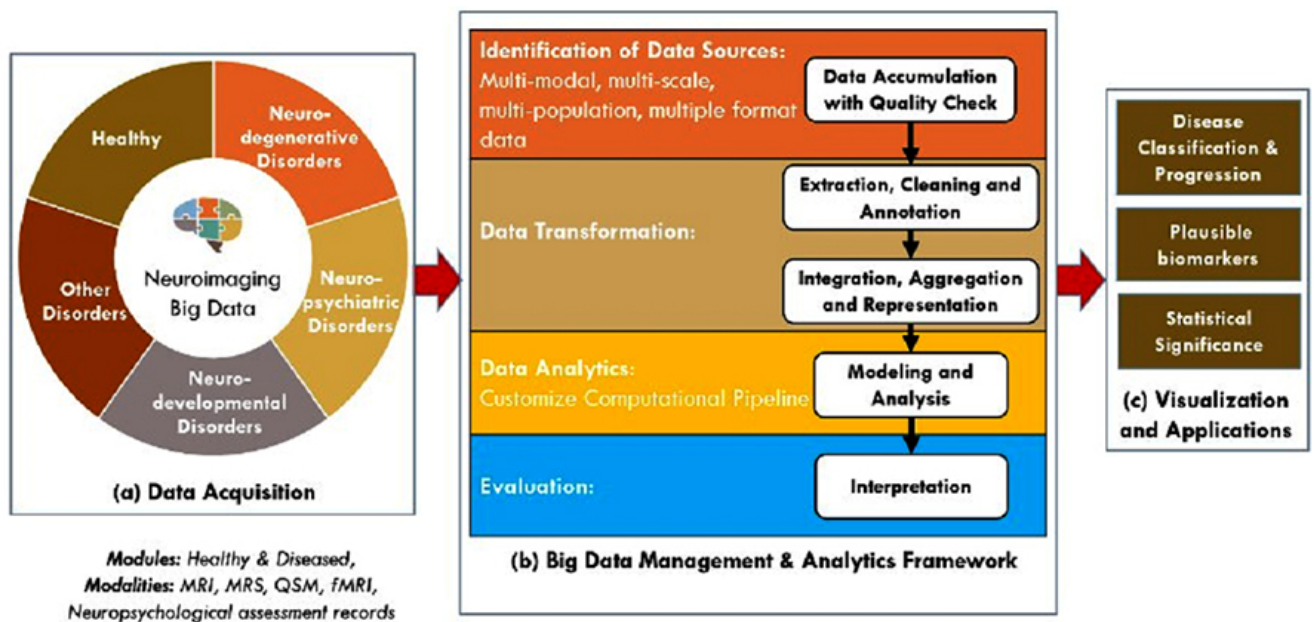 Healthy
Neuro-
degenerative
Disorders
Neuro-
psychiatric
Disorders
Neuro-
developmental
Disorders
Other
Disorders
Neuroimaging
Big Data
(a) Data Acquisition
Modules: Healthy & Diseased,
Modalities: MRI, MRS, QSM, fMRI,
Neuropsychological assessment records
Identification of Data Sources:
Multi-modal, multi-scale,
multi-population, multiple format
data
Data Accumulation
with Quality Check
Data Transformation:
Extraction, Cleaning and
Annotation
Integration, Aggregation
and Representation
Data Analytics:
Customize Computational Pipeline
Modeling and
Analysis
Evaluation:
Interpretation
(b) Big Data Management & Analytics Framework
Disease
Classification &
Progression
Plausible
biomarkers
Statistical
Significance
(c) Visualization
and Applications